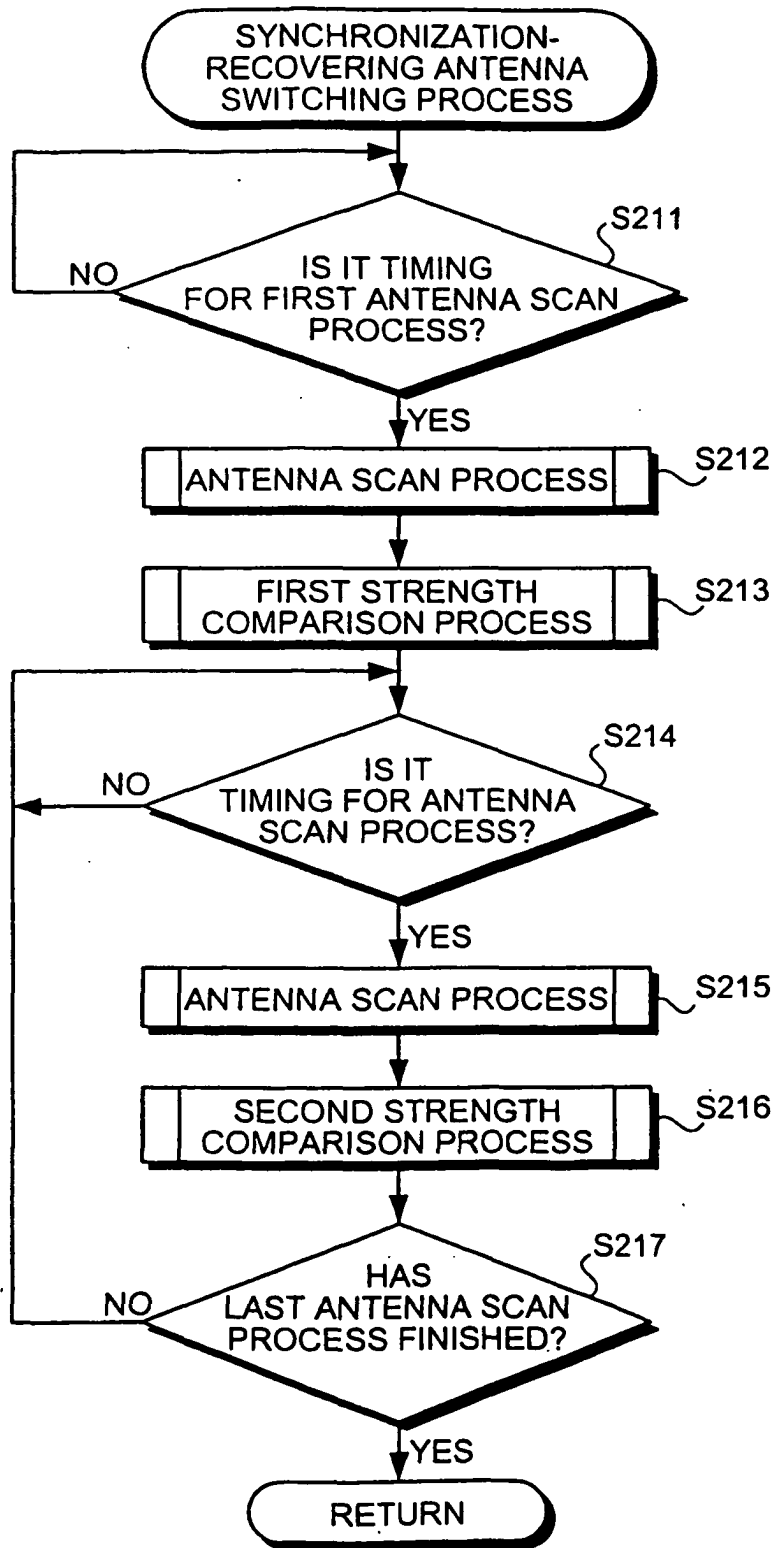 SYNCHRONIZATION-
RECOVERING ANTENNA
SWITCHING PROCESS
S211
NO
IS IT TIMING
FOR FIRST ANTENNA SCAN
PROCESS?
YES
ANTENNA SCAN PROCESS
S212
FIRST STRENGTH
COMPARISON PROCESS
S213
S214
NO
IS IT
TIMING FOR ANTENNA
SCAN PROCESS?
YES
ANTENNA SCAN PROCESS
S215
SECOND STRENGTH
COMPARISON PROCESS
S216
S217
NO
HAS
LAST ANTENNA SCAN
PROCESS FINISHED?
YES
RETURN